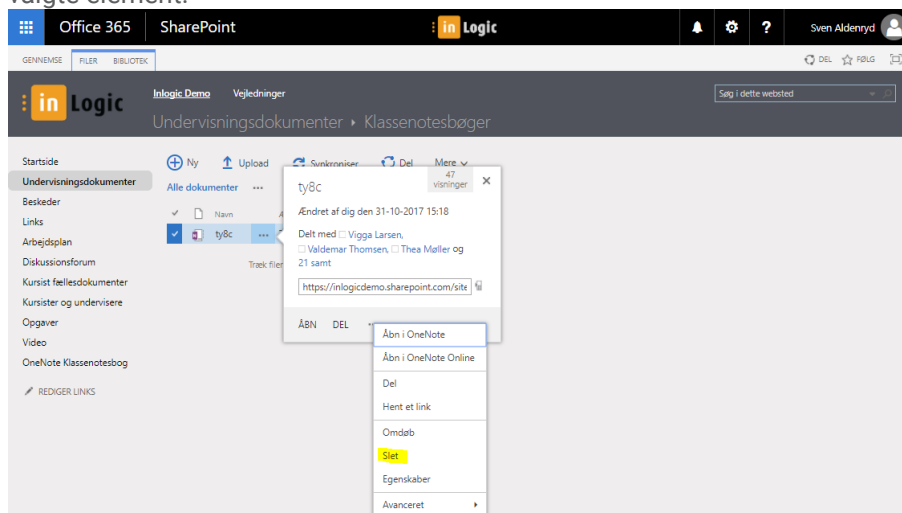 valgte element.
Office 365 SharePoint in Logic ? Sven Aldenryd
GENNEMSE FILER BIBLIOTEK DEL FØLG
in Logic
Inlogic Demo Vejledninger
Søg i dette websted
Undervisningsdokumenter ▸ Klassenotesbøger
Startside
Undervisningsdokumenter
Beskeder
Links
Arbejdsplan
Diskussionsforum
Kursist fællesdokumenter
Kursister og undervisere
Opgaver
Video
OneNote Klassenotesbog
REDIGER LINKS
Ny Upload Synkroniser Del Mere
Alle dokumenter ...
Navn
ty8c ...
Træk filer
ty8c
47
visninger
Ændret af dig den 31-10-2017 15:18
Delt med Vigga Larsen,
Valdemar Thomsen, Thea Møller og
21 samt
https://inlogicdemo.sharepoint.com/site
ÅBN DEL
Åbn i OneNote
Åbn i OneNote Online
Del
Hent et link
Omdøb
Slet
Egenskaber
Avanceret